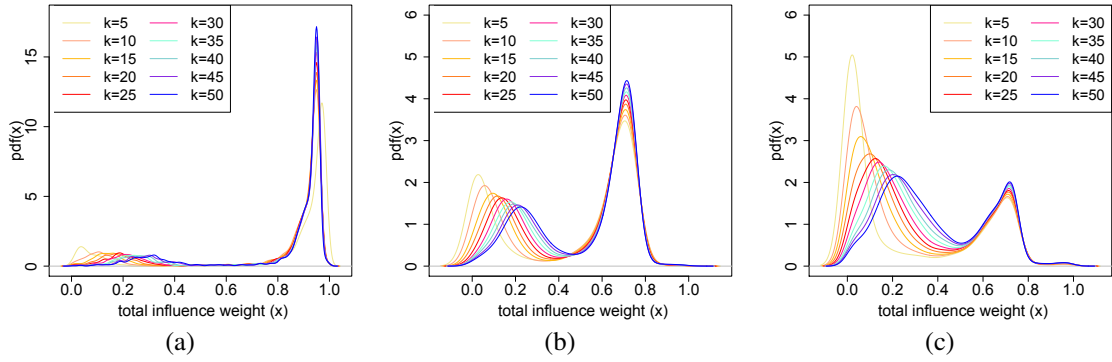 k=5 k=30
k=10 k=35
k=15 k=40
k=20 k=45
k=25 k=50
pdf(x)
0 5 10 15
0.0 0.2 0.4 0.6 0.8 1.0
total influence weight (x)
(a)
k=5 k=30
k=10 k=35
k=15 k=40
k=20 k=45
k=25 k=50
pdf(x)
0 1 2 3 4 5 6
0.0 0.2 0.4 0.6 0.8 1.0
total influence weight (x)
(b)
k=5 k=30
k=10 k=35
k=15 k=40
k=20 k=45
k=25 k=50
pdf(x)
0 1 2 3 4 5 6
0.0 0.2 0.4 0.6 0.8 1.0
total influence weight (x)
(c)